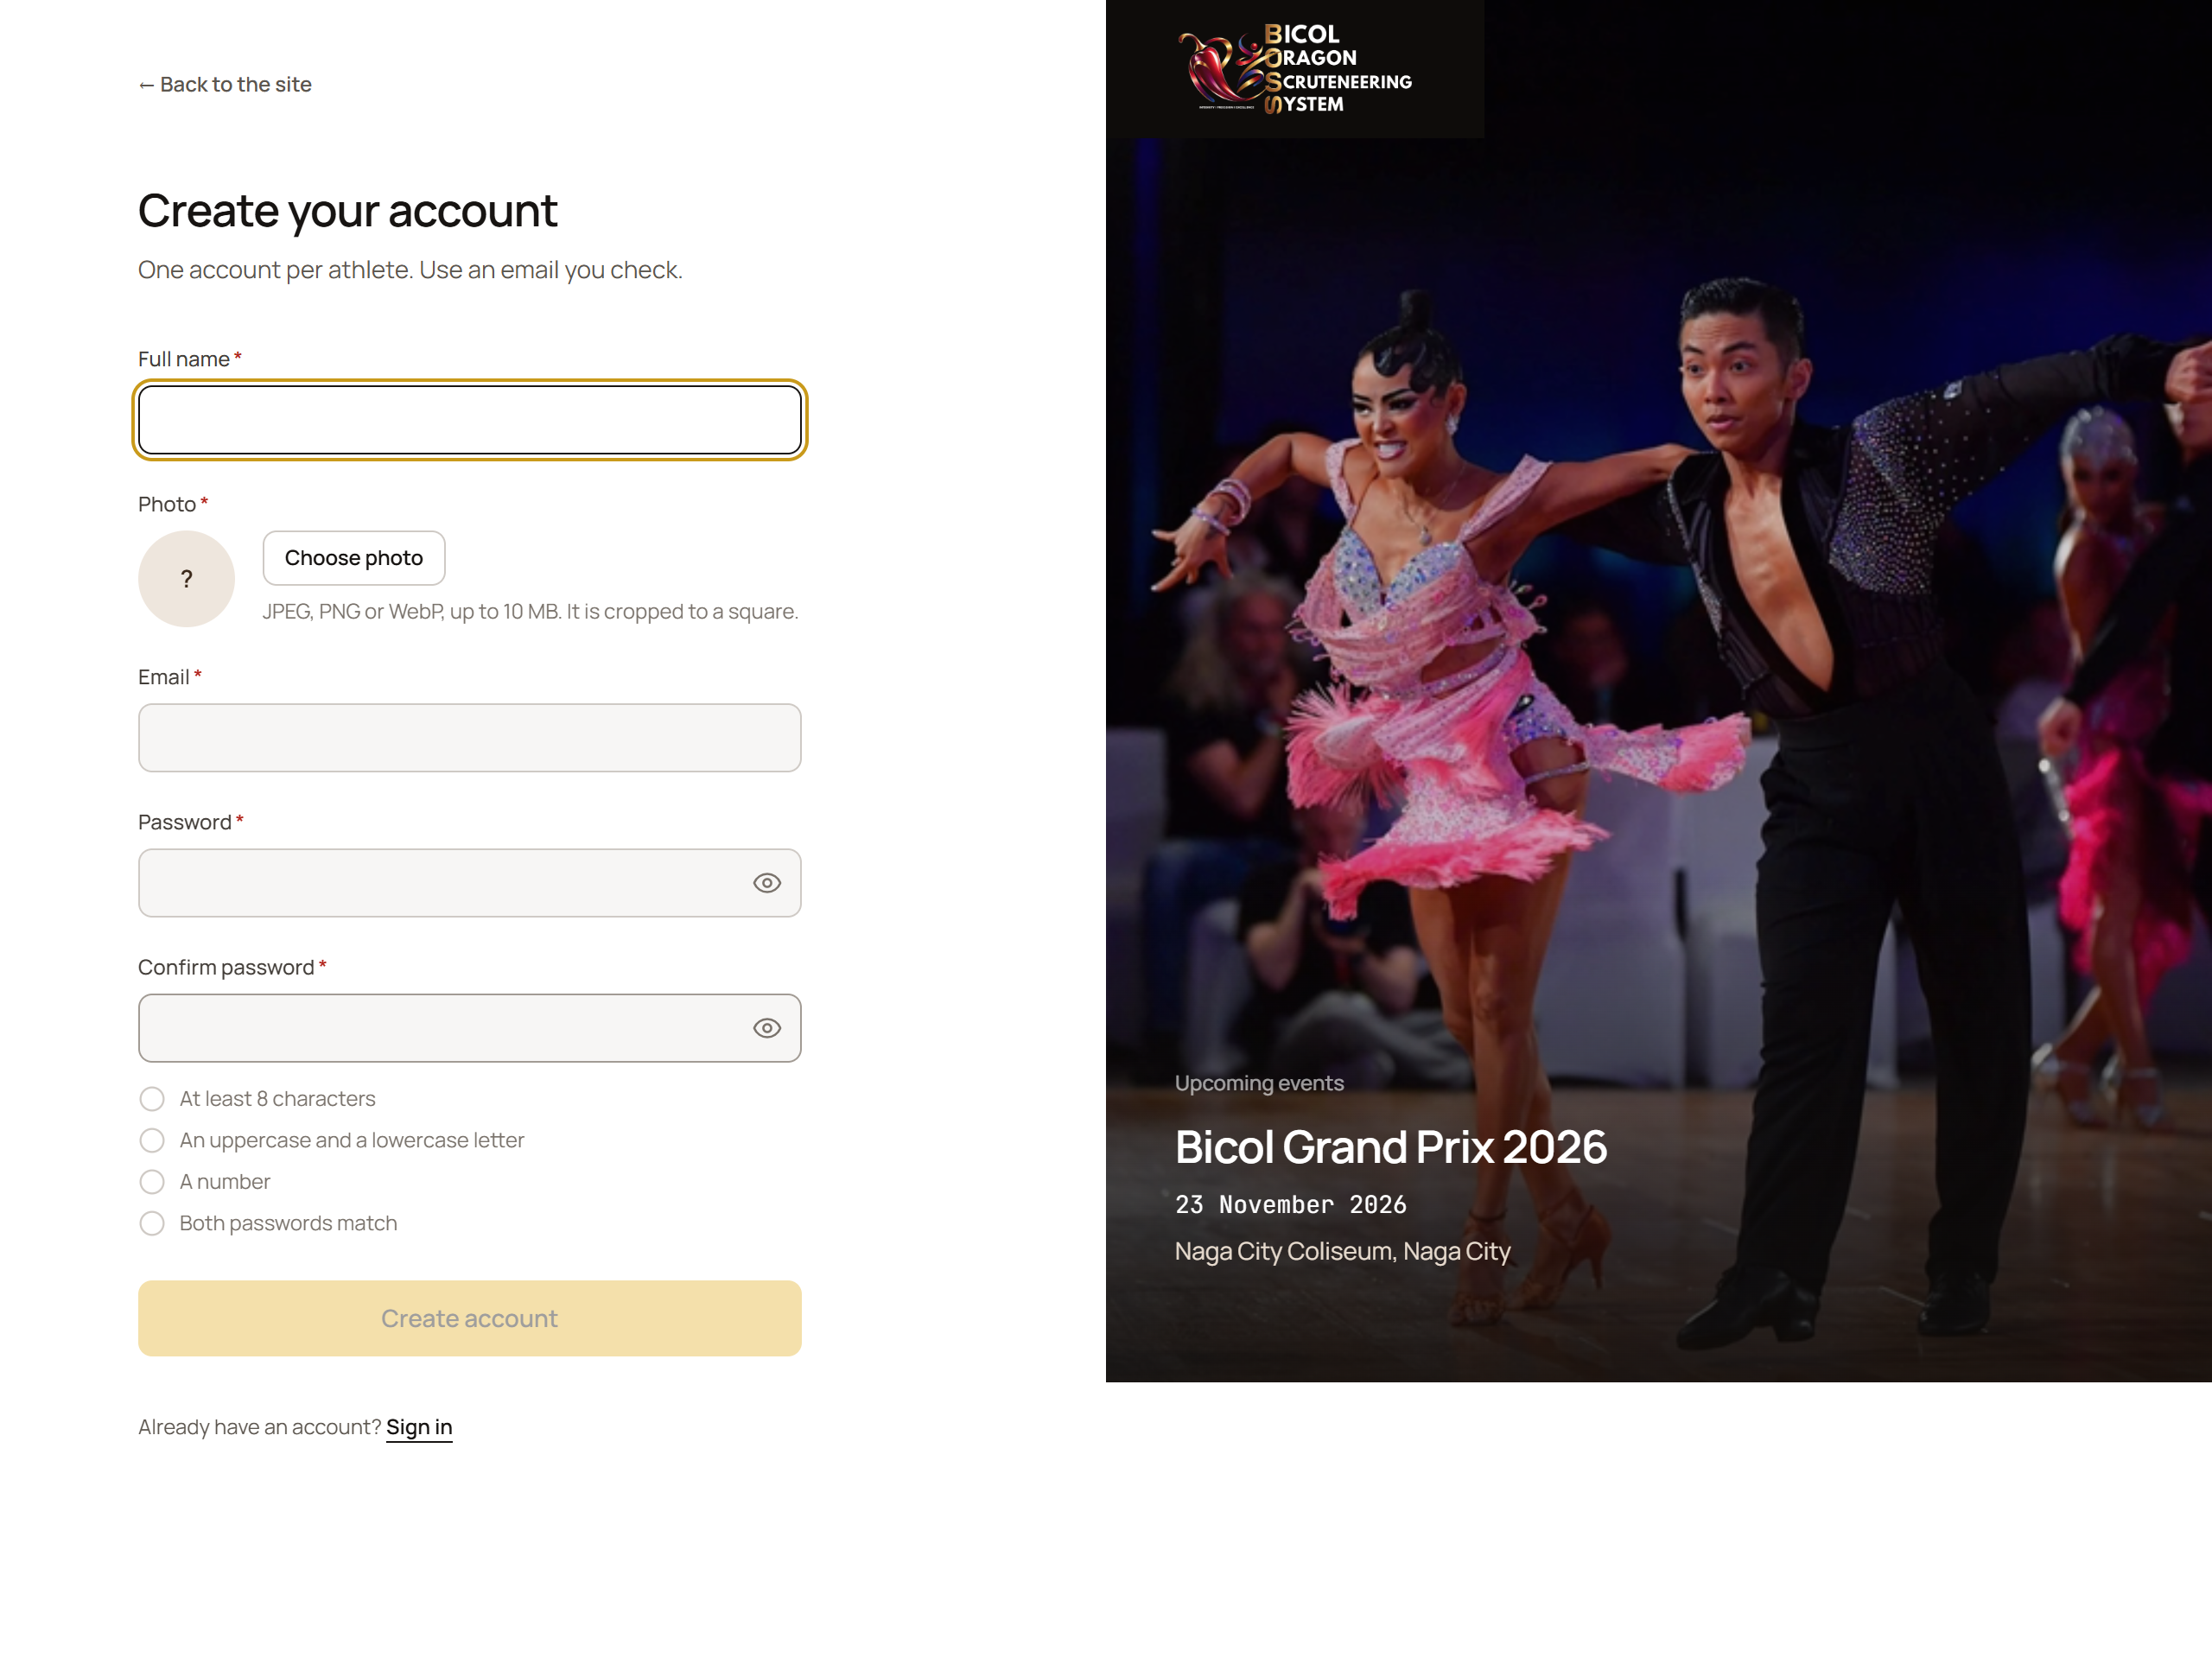 ← Back to the site
Create your account
One account per athlete. Use an email you check.
Full name *
Photo *
?
Choose photo
JPEG, PNG or WebP, up to 10 MB. It is cropped to a square.
Email *
Password *
Confirm password *
At least 8 characters
An uppercase and a lowercase letter
A number
Both passwords match
Create account
Already have an account? Sign in
BICOL
ORAGON
SCRUTENEERING
SYSTEM
Upcoming events
Bicol Grand Prix 2026
23 November 2026
Naga City Coliseum, Naga City